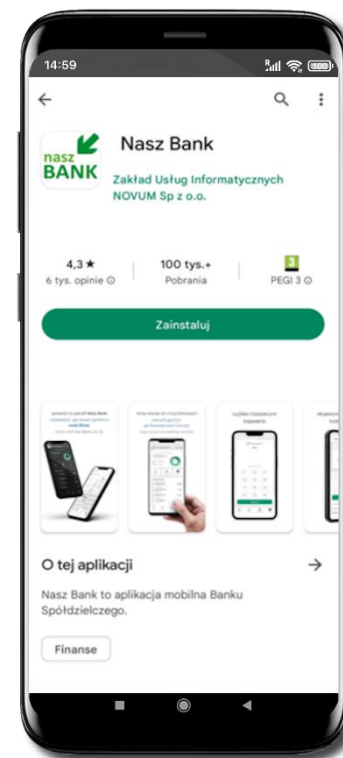 14:59
R
nasz
BANK
Nasz Bank
Zakład Usług Informatycznych
NOVUM Sp z o.o.
4,3★
6 tys. opinie
100 tys.+
Pobrania
3
PEGI 3
Zainstaluj
O tej aplikacji
Nasz Bank to aplikacja mobilna Banku
Spółdzielczego.
Finanse